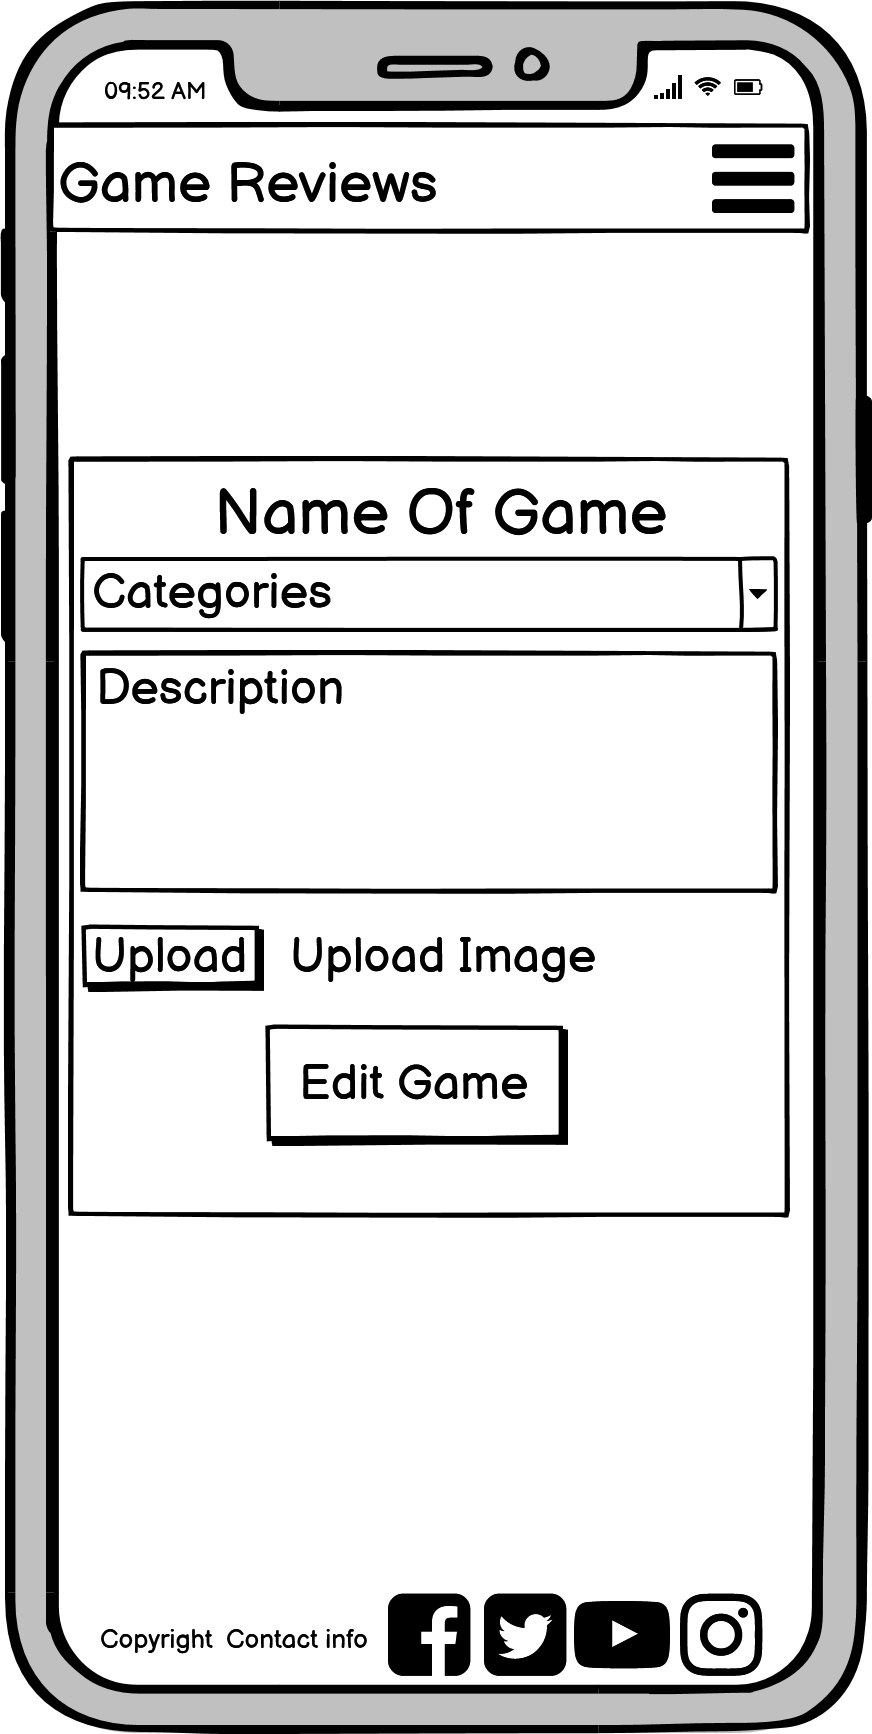 09:52 AM
Game Reviews
Name Of Game
Categories
Description
Upload Upload Image
Edit Game
Copyright Contact info